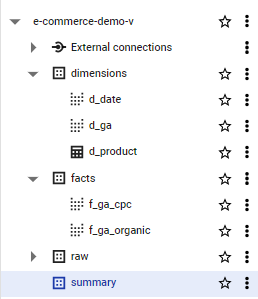 e-commerce-demo-v
External connections
dimensions
d_date
d_ga
d_product
facts
f_ga_cpc
f_ga_organic
raw
summary